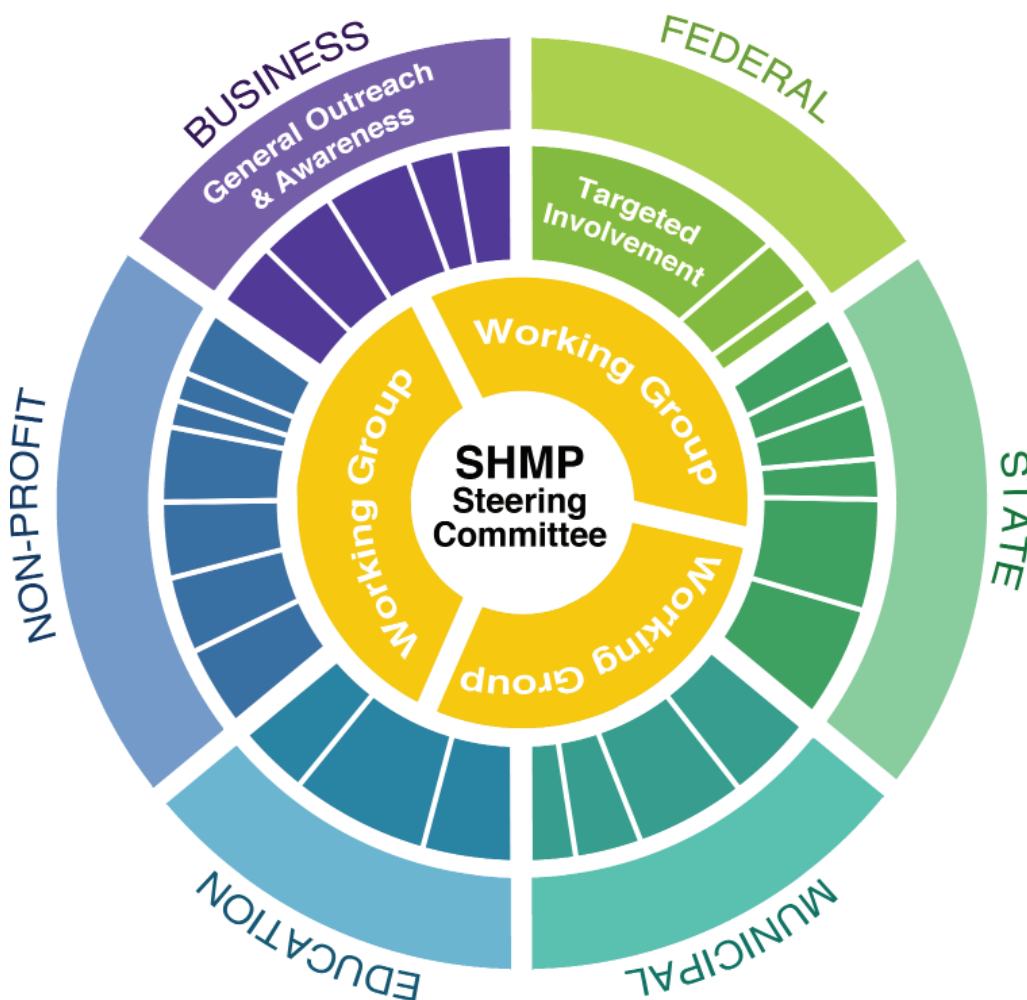 BUSINESS
FEDERAL
General Outreach
& Awareness
Targeted
Involvement
Working Group
Working Group
SHMP
Steering
Committee
Working Group
NON-PROFIT
STATE
EDUCATION
MUNICIPAL